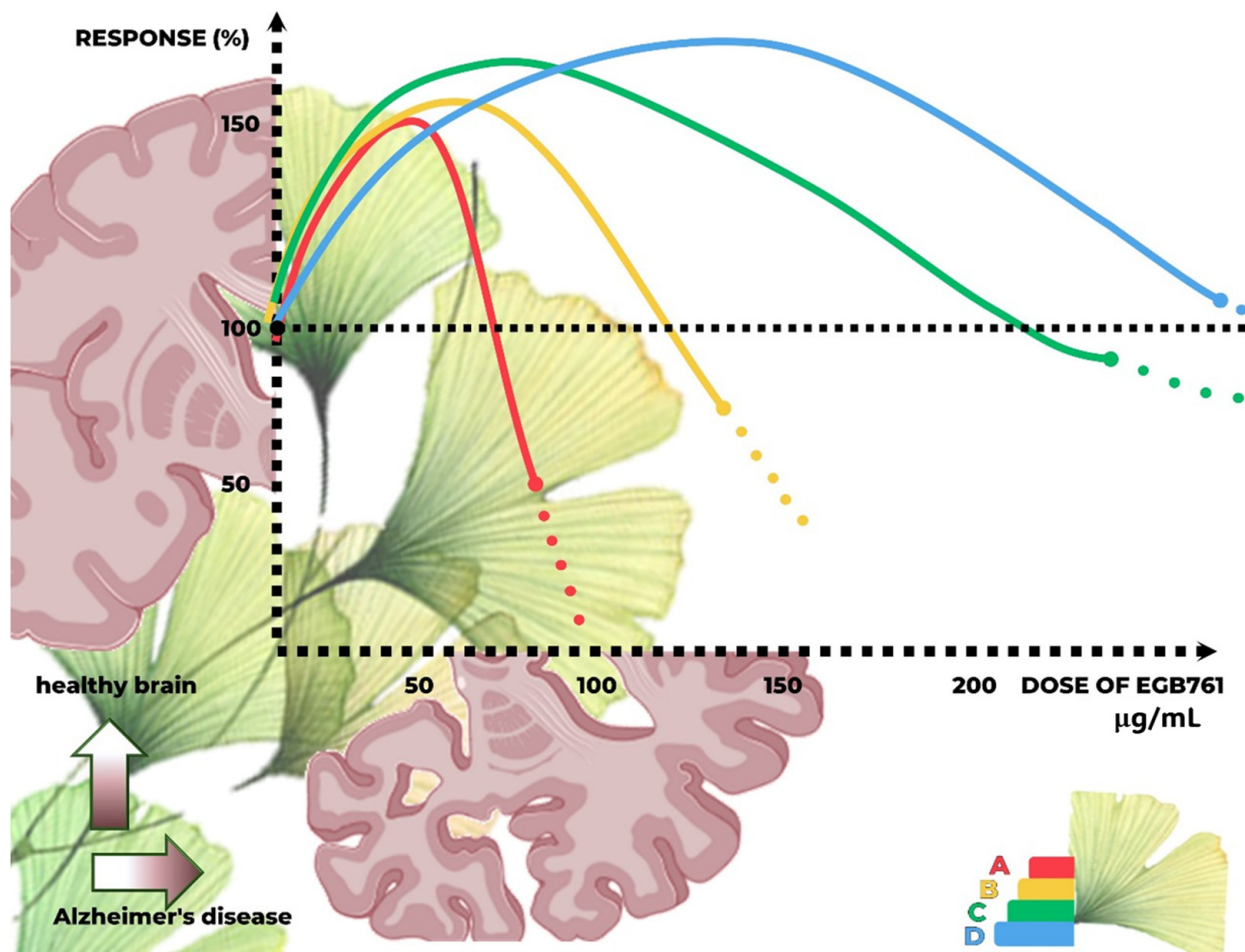 RESPONSE (%)
150
100
50
healthy brain
50 100 150 200 DOSE OF EGB761
μg/mL
A
B
C
D
Alzheimer's disease